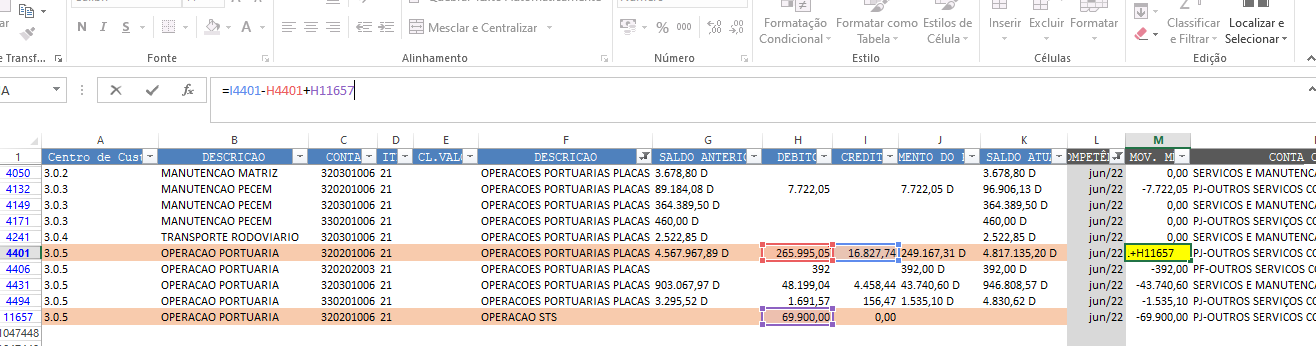 Quebrar Texto Automaticamente
Número
N I S A
Mesclar e Centralizar
% 000
Formatação Condicional
Formatar como Tabela
Estilos de Célula
Inserir Excluir Formatar
Classificar e Filtrar
Localizar e Selecionar
de Transf...
Fonte
Alinhamento
Número
Estilo
Células
Edição
A
=I4401-H4401+H11657
A B C D E F G H I J K L M
1 Centro de Cust DESCRICAO CONTA IT CL.VALO DESCRICAO SALDO ANTERIO DEBITO CREDIT MENTO DO SALDO ATUA OMPETÊN MOV. M CONTA
4050 3.0.2 MANUTENCAO MATRIZ 320301006 21 OPERACOES PORTUARIAS PLACAS 3.678,80 D 3.678,80 D jun/22 0,00 SERVICOS E MANUTENCA
4132 3.0.3 MANUTENCAO PECEM 320201006 21 OPERACOES PORTUARIAS PLACAS 89.184,08 D 7.722,05 7.722,05 D 96.906,13 D jun/22 -7.722,05 PJ-OUTROS SERVICOS CO
4149 3.0.3 MANUTENCAO PECEM 320301006 21 OPERACOES PORTUARIAS PLACAS 364.389,50 D 364.389,50 D jun/22 0,00 SERVICOS E MANUTENCA
4171 3.0.3 MANUTENCAO PECEM 330201006 21 OPERACOES PORTUARIAS PLACAS 460,00 D 460,00 D jun/22 0,00 PJ-OUTROS SERVIÇOS CO
4241 3.0.4 TRANSPORTE RODOVIARIO 320301006 21 OPERACOES PORTUARIAS PLACAS 2.522,85 D 2.522,85 D jun/22 0,00 SERVICOS E MANUTENCA
4401 3.0.5 OPERACAO PORTUARIA 320201006 21 OPERACOES PORTUARIAS PLACAS 4.567.967,89 D 265.995,05 16.827,74 249.167,31 D 4.817.135,20 D jun/22 .+H11657 PJ-OUTROS SERVICOS CO
4406 3.0.5 OPERACAO PORTUARIA 320202003 21 OPERACOES PORTUARIAS PLACAS 392 392,00 D 392,00 D jun/22 -392,00 PF-OUTROS SERVICOS CO
4431 3.0.5 OPERACAO PORTUARIA 320301006 21 OPERACOES PORTUARIAS PLACAS 903.067,97 D 48.199,04 4.458,44 43.740,60 D 946.808,57 D jun/22 -43.740,60 SERVICOS E MANUTENCA
4494 3.0.5 OPERACAO PORTUARIA 330201006 21 OPERACOES PORTUARIAS PLACAS 3.295,52 D 1.691,57 156,47 1.535,10 D 4.830,62 D jun/22 -1.535,10 PJ-OUTROS SERVIÇOS CO
11657 3.0.5 OPERACAO PORTUARIA 320201006 21 OPERACAO STS 69.900,00 0,00 jun/22 -69.900,00 PJ-OUTROS SERVICOS CO
1047448